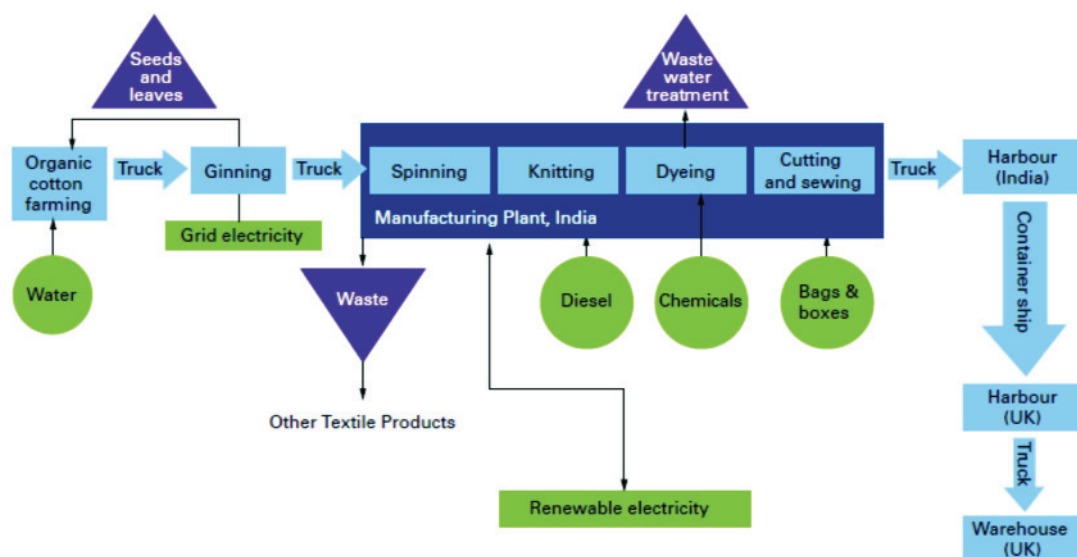 Seeds
and
leaves
Waste
water
treatment
Organic
cotton
farming
Truck
Ginning
Truck
Spinning
Knitting
Dyeing
Cutting
and sewing
Truck
Harbour
(India)
Manufacturing Plant, India
Grid electricity
Water
Waste
Diesel
Chemicals
Bags &
boxes
Container ship
Other Textile Products
Harbour
(UK)
Truck
Renewable electricity
Warehouse
(UK)